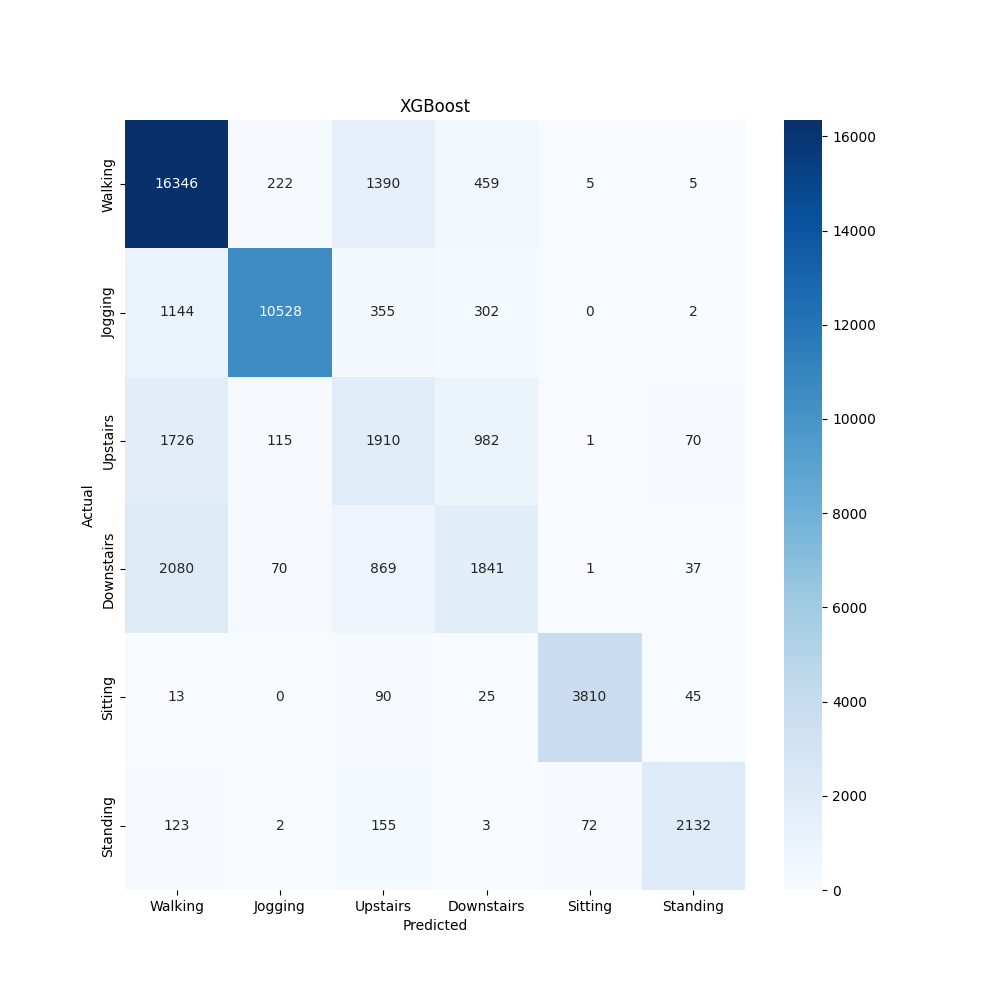 XGBoost
Walking 16346 222 1390 459 5 5
Jogging 1144 10528 355 302 0 2
Upstairs 1726 115 1910 982 1 70
Downstairs 2080 70 869 1841 1 37
Sitting 13 0 90 25 3810 45
Standing 123 2 155 3 72 2132
Actual
Walking Jogging Upstairs Downstairs Sitting Standing
Predicted
16000
14000
12000
10000
8000
6000
4000
2000
0